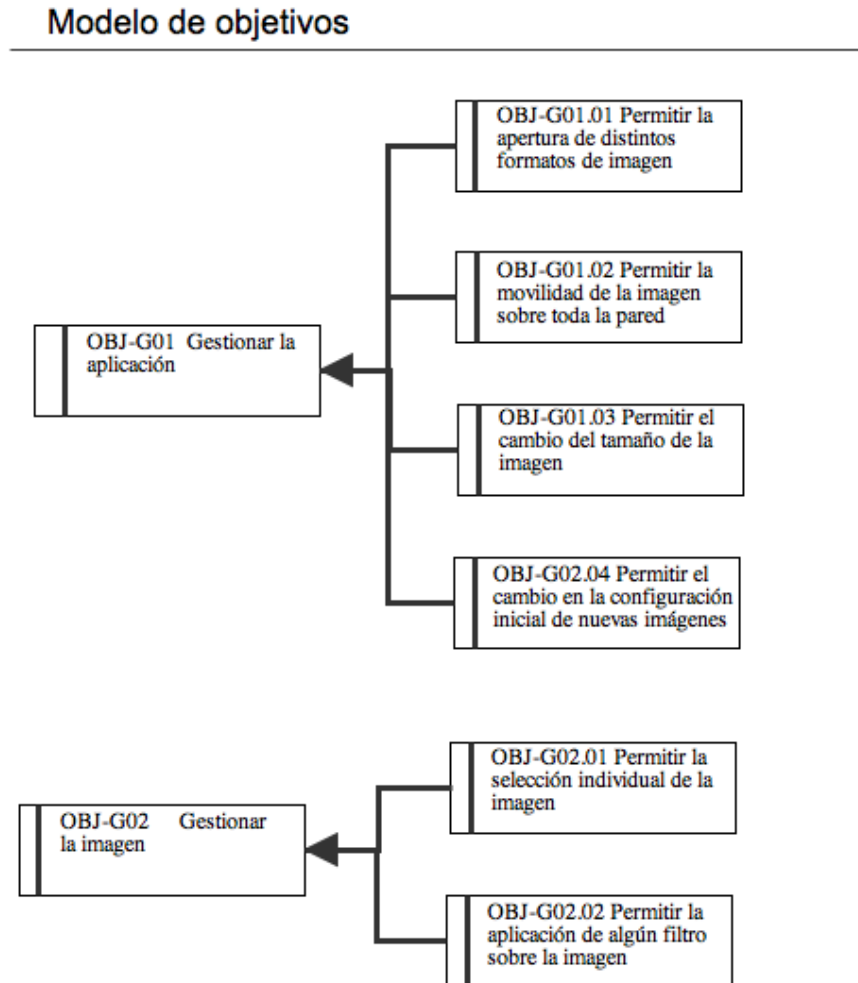 Modelo de objetivos
OBJ-G01.01 Permitir la
apertura de distintos
formatos de imagen
OBJ-G01.02 Permitir la
movilidad de la imagen
sobre toda la pared
OBJ-G01 Gestionar la
aplicación
OBJ-G01.03 Permitir el
cambio del tamaño de la
imagen
OBJ-G02.04 Permitir el
cambio en la configuración
inicial de nuevas imágenes
OBJ-G02.01 Permitir la
selección individual de la
imagen
OBJ-G02 Gestionar
la imagen
OBJ-G02.02 Permitir la
aplicación de algún filtro
sobre la imagen